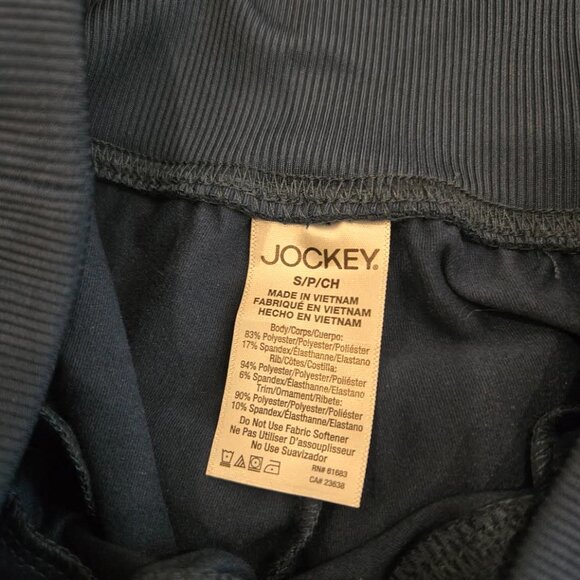 JOCKEY®
S/P/CH
MADE IN VIETNAM
FABRIQUÉ EN VIETNAM
HECHO EN VIETNAM
Body/Corps/Cuerpo:
83% Polyester/Polyester/Poliéster
17% Spandex/Élasthanne/Elastano
Rib/Côtes/Costilla:
94% Polyester/Polyester/Poliéster
6% Spandex/Élasthanne/Elastano
Trim/Ornament/Ribete:
90% Polyester/Polyester/Poliéster
10% Spandex/Élasthanne/Elastano
Do Not Use Fabric Softener
Ne Pas Utiliser D'assouplisseur
No Use Suavizador
RN# 61683
CA# 23638